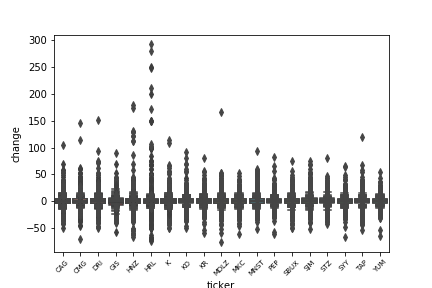 300
250
200
150
100
50
0
−50
change
CAG CMG DRI GIS HNZ HRL K KO KR MDLZ MKC MNST PEP SBUX SJM STZ SYY TAP YUM
ticker